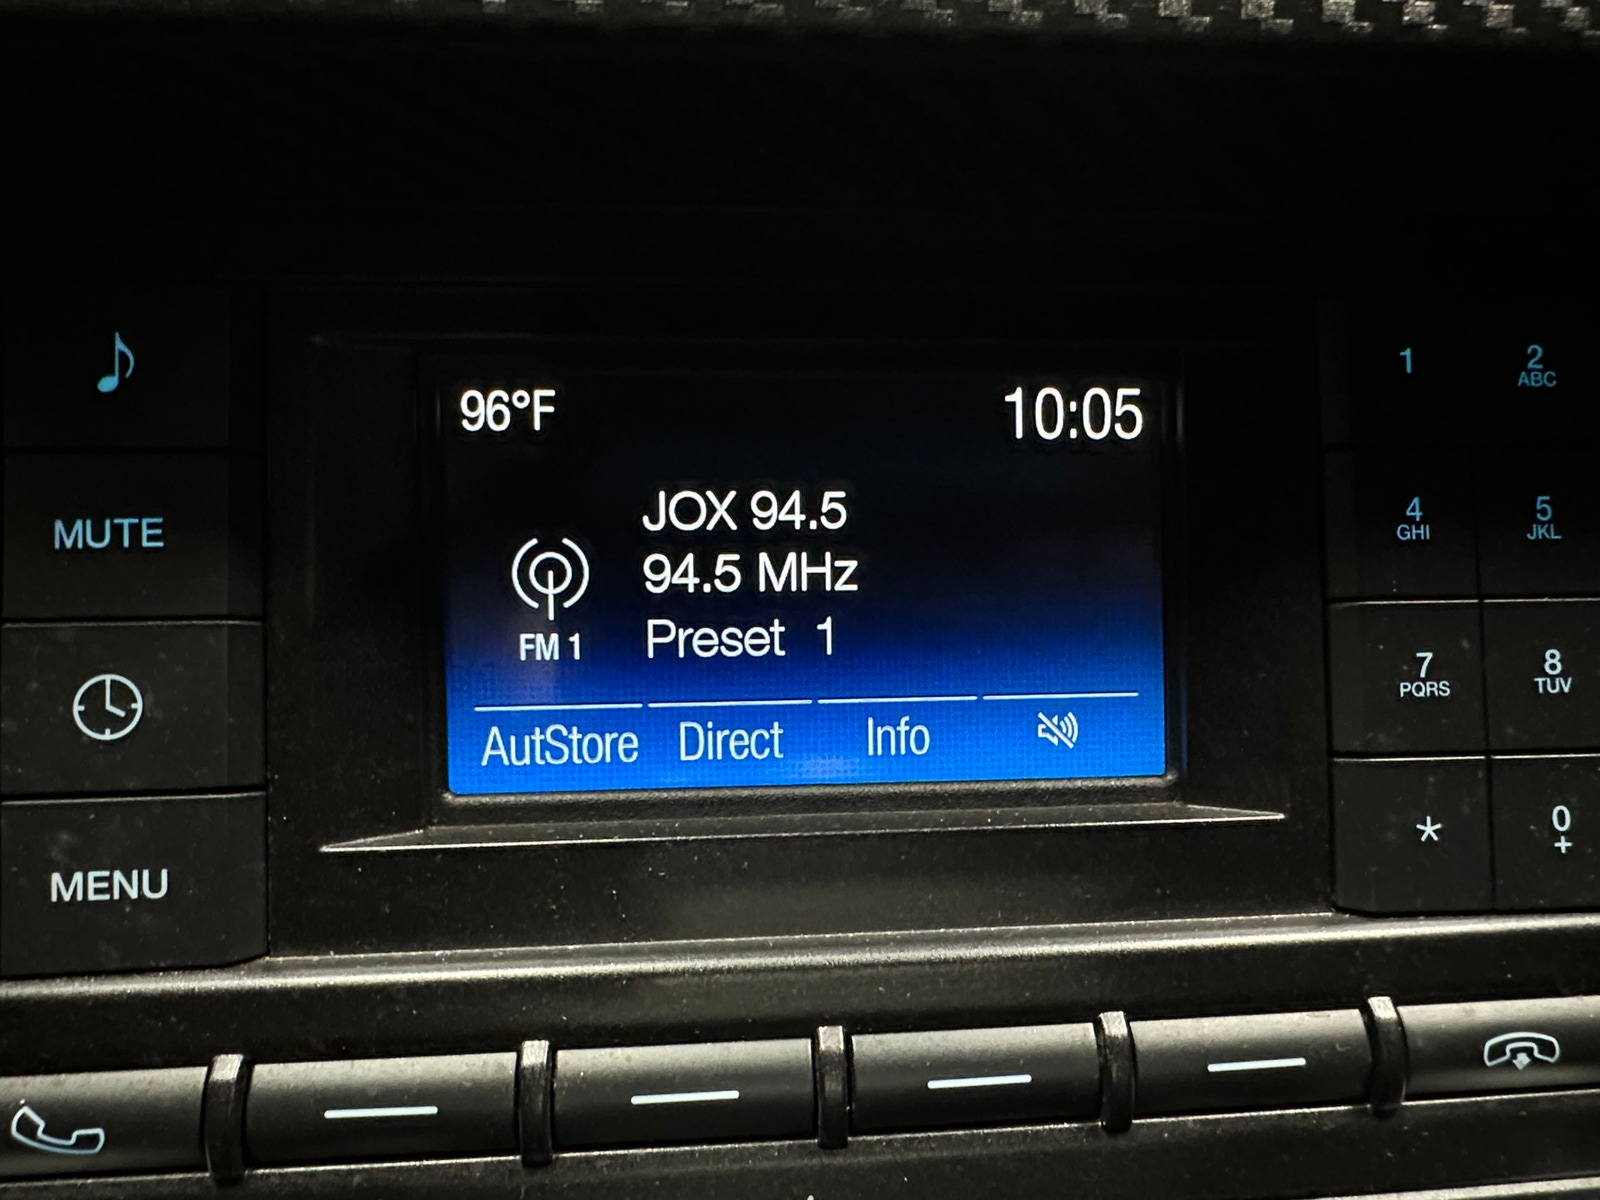 96°F 10:05
JOX 94.5
94.5 MHz
FM 1
Preset 1
AutStore Direct Info
MUTE
MENU
1 2
ABC
4 5
GHI JKL
7 8
PQRS TUV
* 0
+